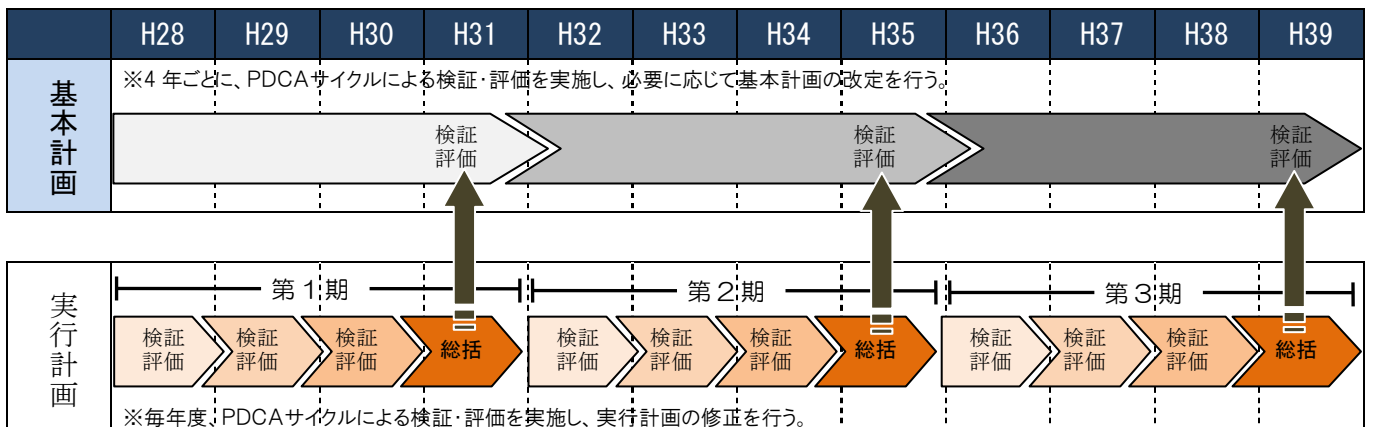 H28 H29 H30 H31 H32 H33 H34 H35 H36 H37 H38 H39
基本計画
※4 年ごとに、PDCAサイクルによる検証・評価を実施し、必要に応じて基本計画の改定を行う。
検証 検証 検証
評価 評価 評価
実行計画
第1期 第2期 第3期
検証 検証 検証 検証 検証 検証 検証 検証 検証
評価 評価 評価 総括 評価 評価 評価 総括 評価 評価 評価 総括
※毎年度、PDCAサイクルによる検証・評価を実施し、実行計画の修正を行う。